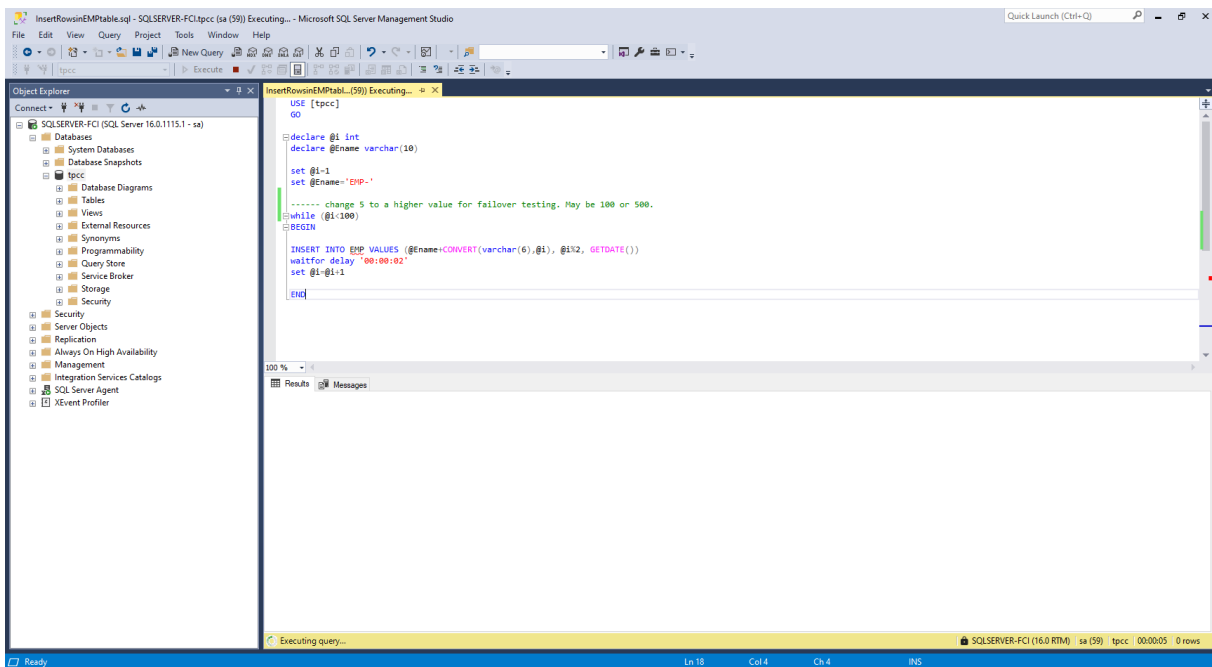 InsertRowsinEMPtable.sql - SQLSERVER-FCI.tpcc (sa (59)) Executing... - Microsoft SQL Server Management Studio
Quick Launch (Ctrl+Q)
File Edit View Query Project Tools Window Help
New Query
tpcc
Execute
Object Explorer
Connect
SQLSERVER-FCI (SQL Server 16.0.1115.1 - sa)
Databases
System Databases
Database Snapshots
tpcc
Database Diagrams
Tables
Views
External Resources
Synonyms
Programmability
Query Store
Service Broker
Storage
Security
Security
Server Objects
Replication
Always On High Availability
Management
Integration Services Catalogs
SQL Server Agent
XEvent Profiler
InsertRowsinEMPtabl...(59)) Executing...
USE [tpcc]
GO
declare @i int
declare @Ename varchar(10)
set @i=1
set @Ename='EMP-'
------ change 5 to a higher value for failover testing. May be 100 or 500.
while (@i<100)
BEGIN
INSERT INTO EMP VALUES (@Ename+CONVERT(varchar(6),@i), @i%2, GETDATE())
waitfor delay '00:00:02'
set @i=@i+1
END
100 %
Results Messages
Executing query...
SQLSERVER-FCI (16.0 RTM) sa (59) tpcc 00:00:05 0 rows
Ready Ln 18 Col 4 Ch 4 INS